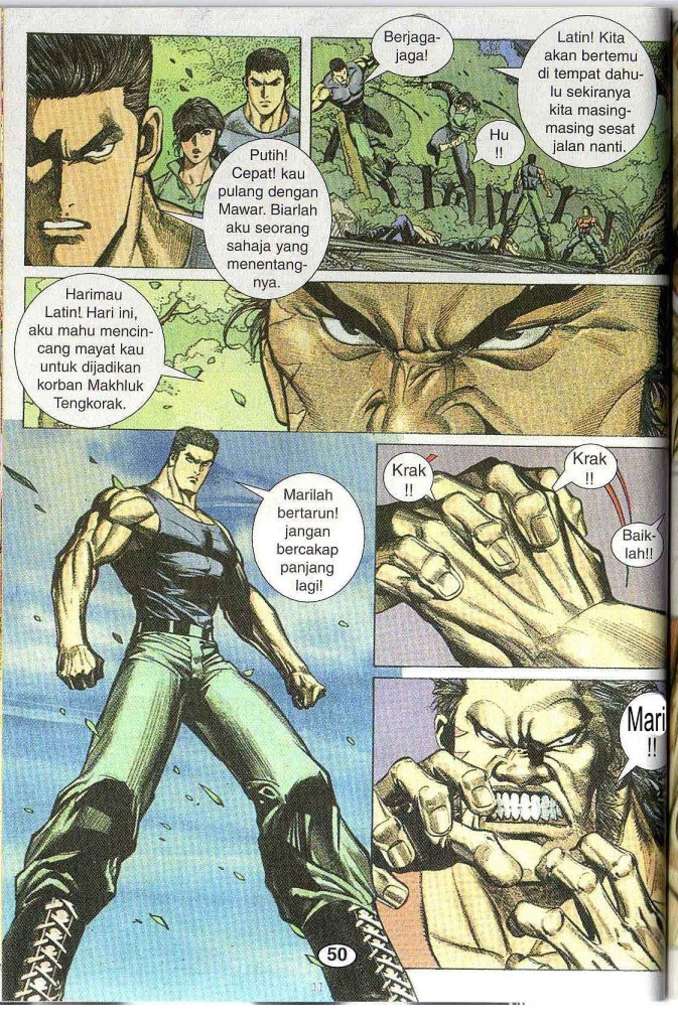 Putih!
Cepat! kau
pulang dengan
Mawar. Biarlah
aku seorang
sahaja yang
menentang-
nya.
Berjaga-
jaga!
Latin! Kita
akan bertemu
di tempat dahu-
lu sekiranya
kita masing-
masing sesat
jalan nanti.
Hu
!!
Harimau
Latin! Hari ini,
aku mahu mencin-
cang mayat kau
untuk dijadikan
korban Makhluk
Tengkorak.
Marilah
bertarun!
jangan
bercakap
panjang
lagi!
Krak
!!
Krak
!!
Baik-
lah!!
Mari
!!
50